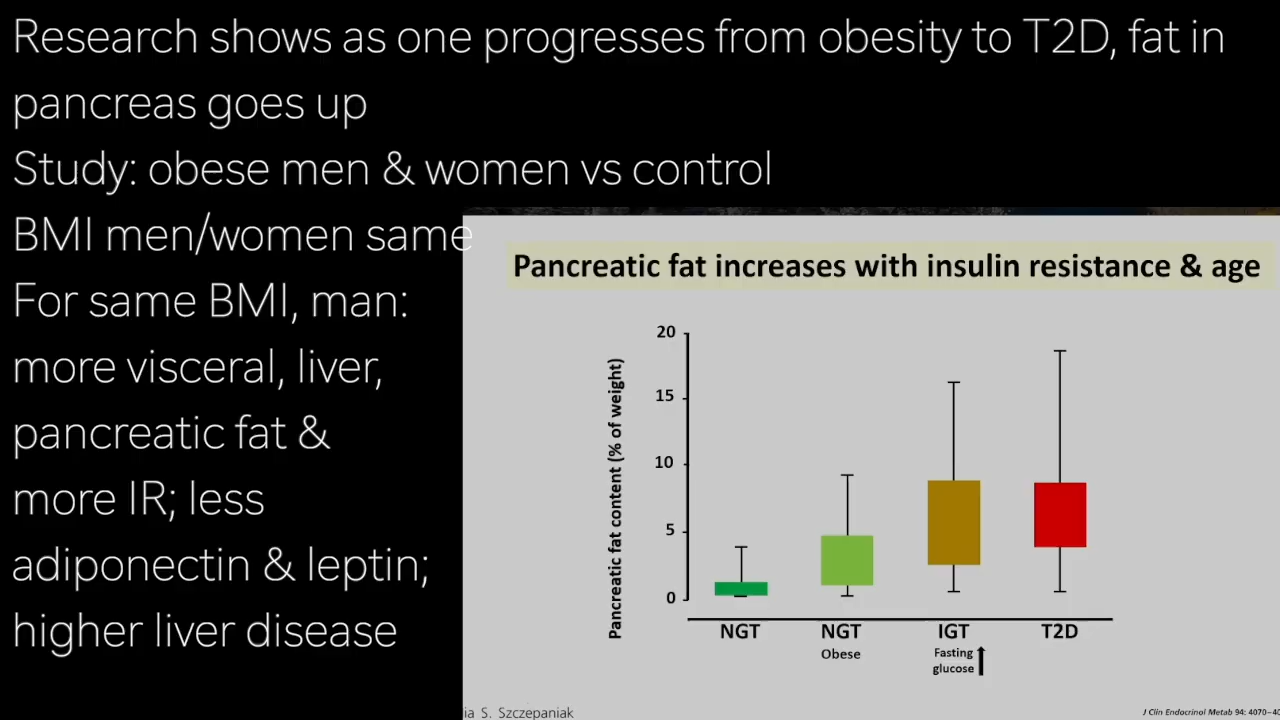 Research shows as one progresses from obesity to T2D, fat in
pancreas goes up
Study: obese men & women vs control
BMI men/women same
For same BMI, man:
more visceral, liver,
pancreatic fat &
more IR; less
adiponectin & leptin;
higher liver disease
Pancreatic fat increases with insulin resistance & age
Pancreatic fat content (% of weight)
20
15
10
5
0
NGT
NGT
Obese
IGT
Fasting
glucose
T2D
S. Szczepaniak
J Clin Endocrinol Metab 94: 4070–